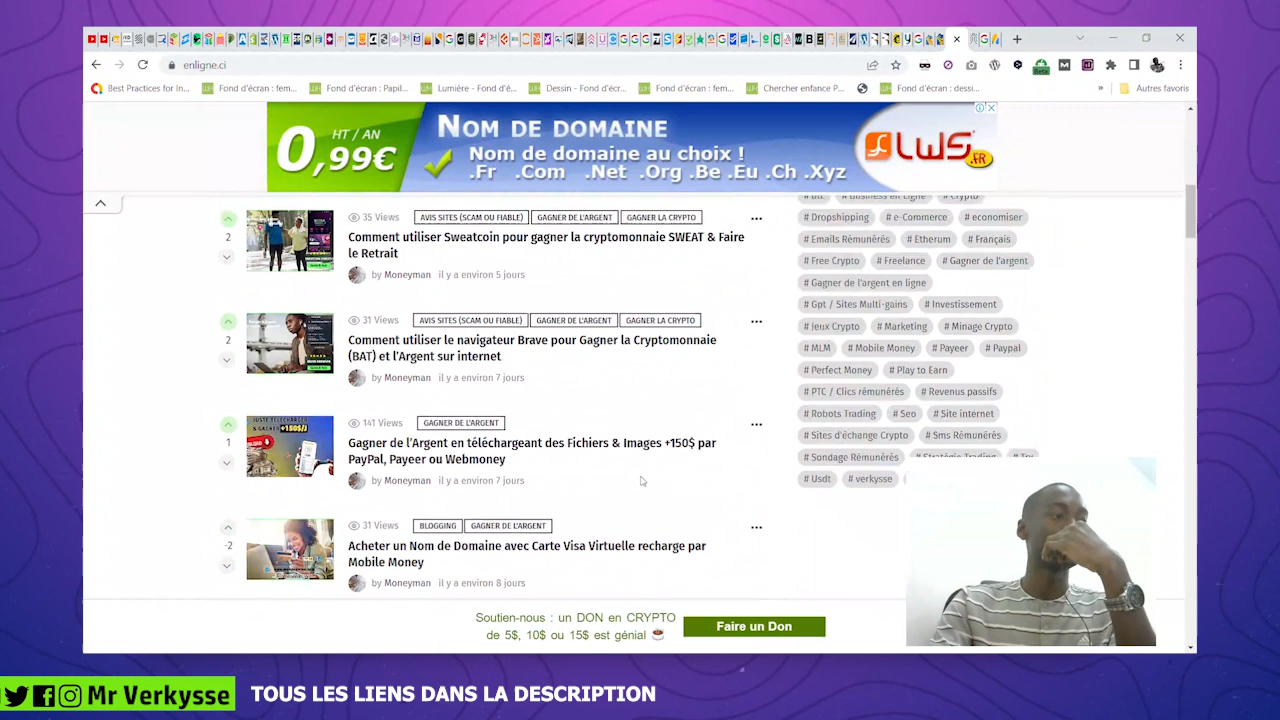 enligne.ci
Best Practices for In...
Fond d'écran : fem...
Fond d'écran : Papil...
Lumière - Fond d'é...
Dessin - Fond d'écr...
Fond d'écran : fem...
Chercher enfance P...
Fond d'écran : dessi...
»
Autres favoris
0,99€ HT / AN
NOM DE DOMAINE
Nom de domaine au choix !
.Fr .Com .Net .Org .Be .Eu .Ch .Xyz
LWS.FR
35 Views AVIS SITES (SCAM OU FIABLE) GAGNER DE L'ARGENT GAGNER LA CRYPTO
2
Comment utiliser Sweatcoin pour gagner la cryptomonnaie SWEAT & Faire
le Retrait
by Moneyman il y a environ 5 jours
31 Views AVIS SITES (SCAM OU FIABLE) GAGNER DE L'ARGENT GAGNER LA CRYPTO
2
Comment utiliser le navigateur Brave pour Gagner la Cryptomonnaie
(BAT) et l'Argent sur internet
by Moneyman il y a environ 7 jours
141 Views GAGNER DE L'ARGENT
1
JUSTE TÉLÉCHARGER
& GAGNER +150$/J
Gagner de l'Argent en téléchargeant des Fichiers & Images +150$ par
PayPal, Payeer ou Webmoney
by Moneyman il y a environ 7 jours
31 Views BLOGGING GAGNER DE L'ARGENT
-2
Acheter un Nom de Domaine avec Carte Visa Virtuelle recharge par
Mobile Money
by Moneyman il y a environ 8 jours
# Business en Ligne # Crypto
# Dropshipping # e-Commerce # economiser
# Emails Rémunérés # Etherum # Français
# Free Crypto # Freelance # Gagner de l'argent
# Gagner de l'argent en ligne
# Gpt / Sites Multi-gains # Investissement
# Jeux Crypto # Marketing # Minage Crypto
# MLM # Mobile Money # Payeer # Paypal
# Perfect Money # Play to Earn
# PTC / Clics rémunérés # Revenus passifs
# Robots Trading # Seo # Site internet
# Sites d'échange Crypto # Sms Rémunérés
# Sondage Rémunérés # Stratégie Trading
# Usdt # verkysse
Soutien-nous : un DON en CRYPTO
de 5$, 10$ ou 15$ est génial
Faire un Don
Mr Verkysse
TOUS LES LIENS DANS LA DESCRIPTION